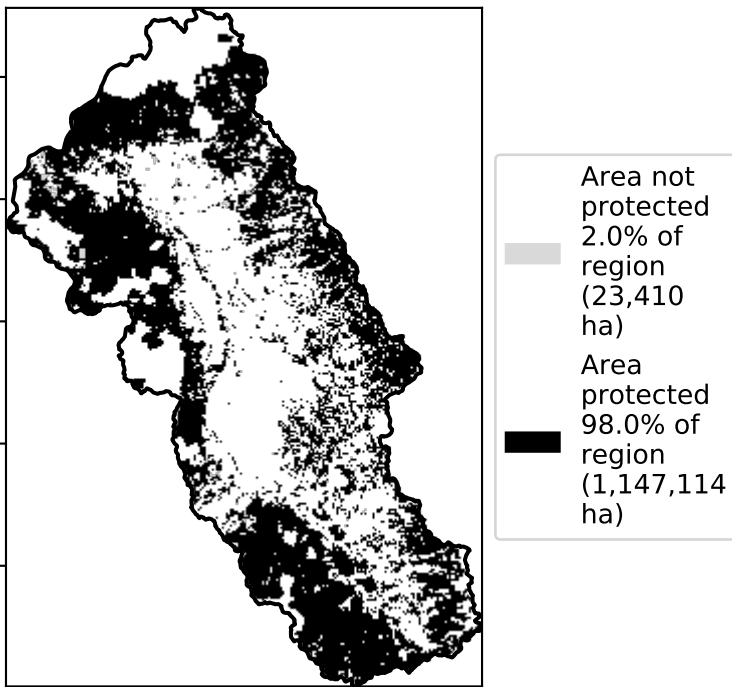 Area not
protected
2.0% of
region
(23,410
ha)
Area
protected
98.0% of
region
(1,147,114
ha)